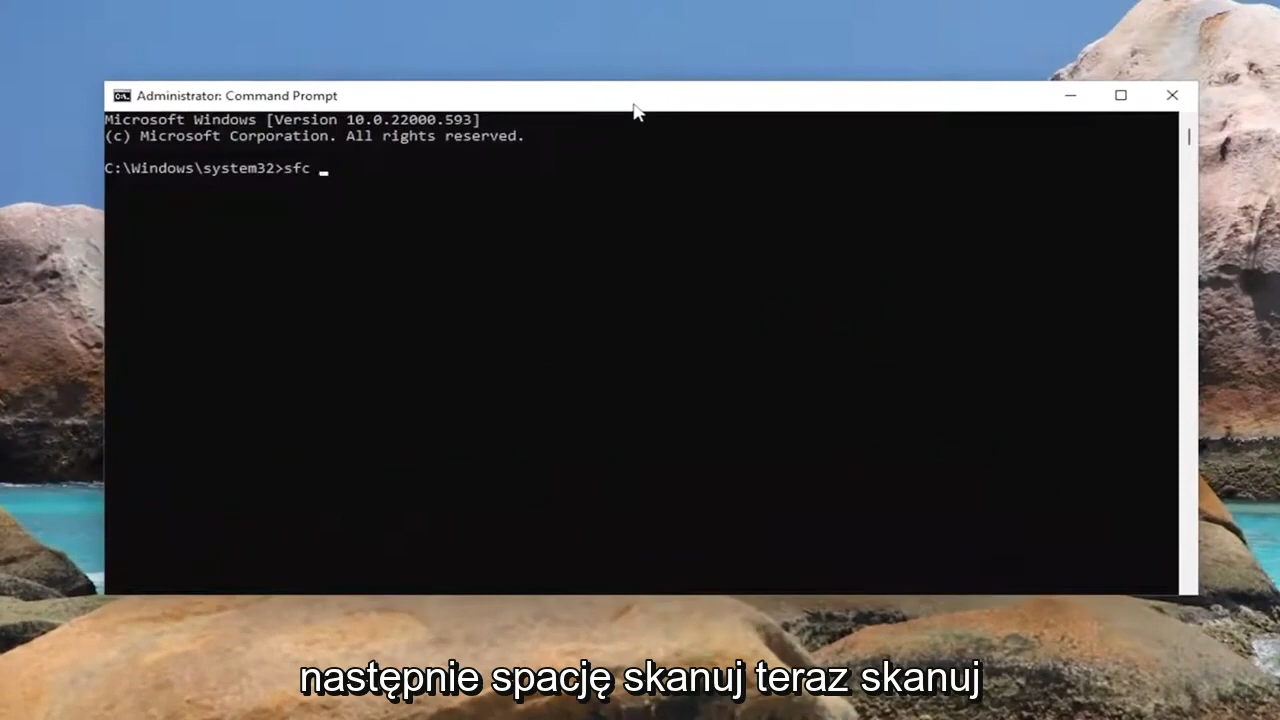 Administrator: Command Prompt
Microsoft Windows [Version 10.0.22000.593]
(c) Microsoft Corporation. All rights reserved.
C:\Windows\system32>sfc _
następnie spację skanuj teraz skanuj